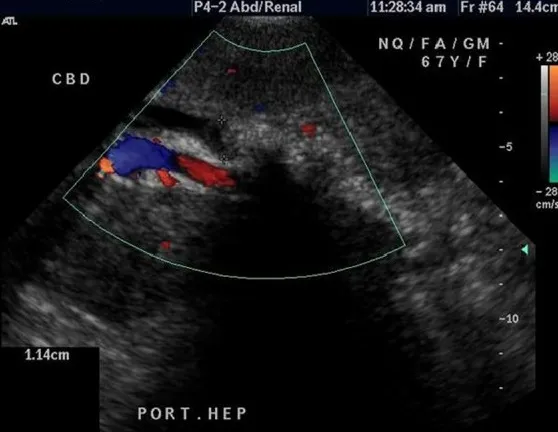 P4-2 Abd/Renal 11:28:34 am Fr #64 14.4cm
ATL
NQ / FA / GM
67Y / F
CBD
+ 28
-5
- 28
cm/s
-10
1.14cm
PORT.HEP